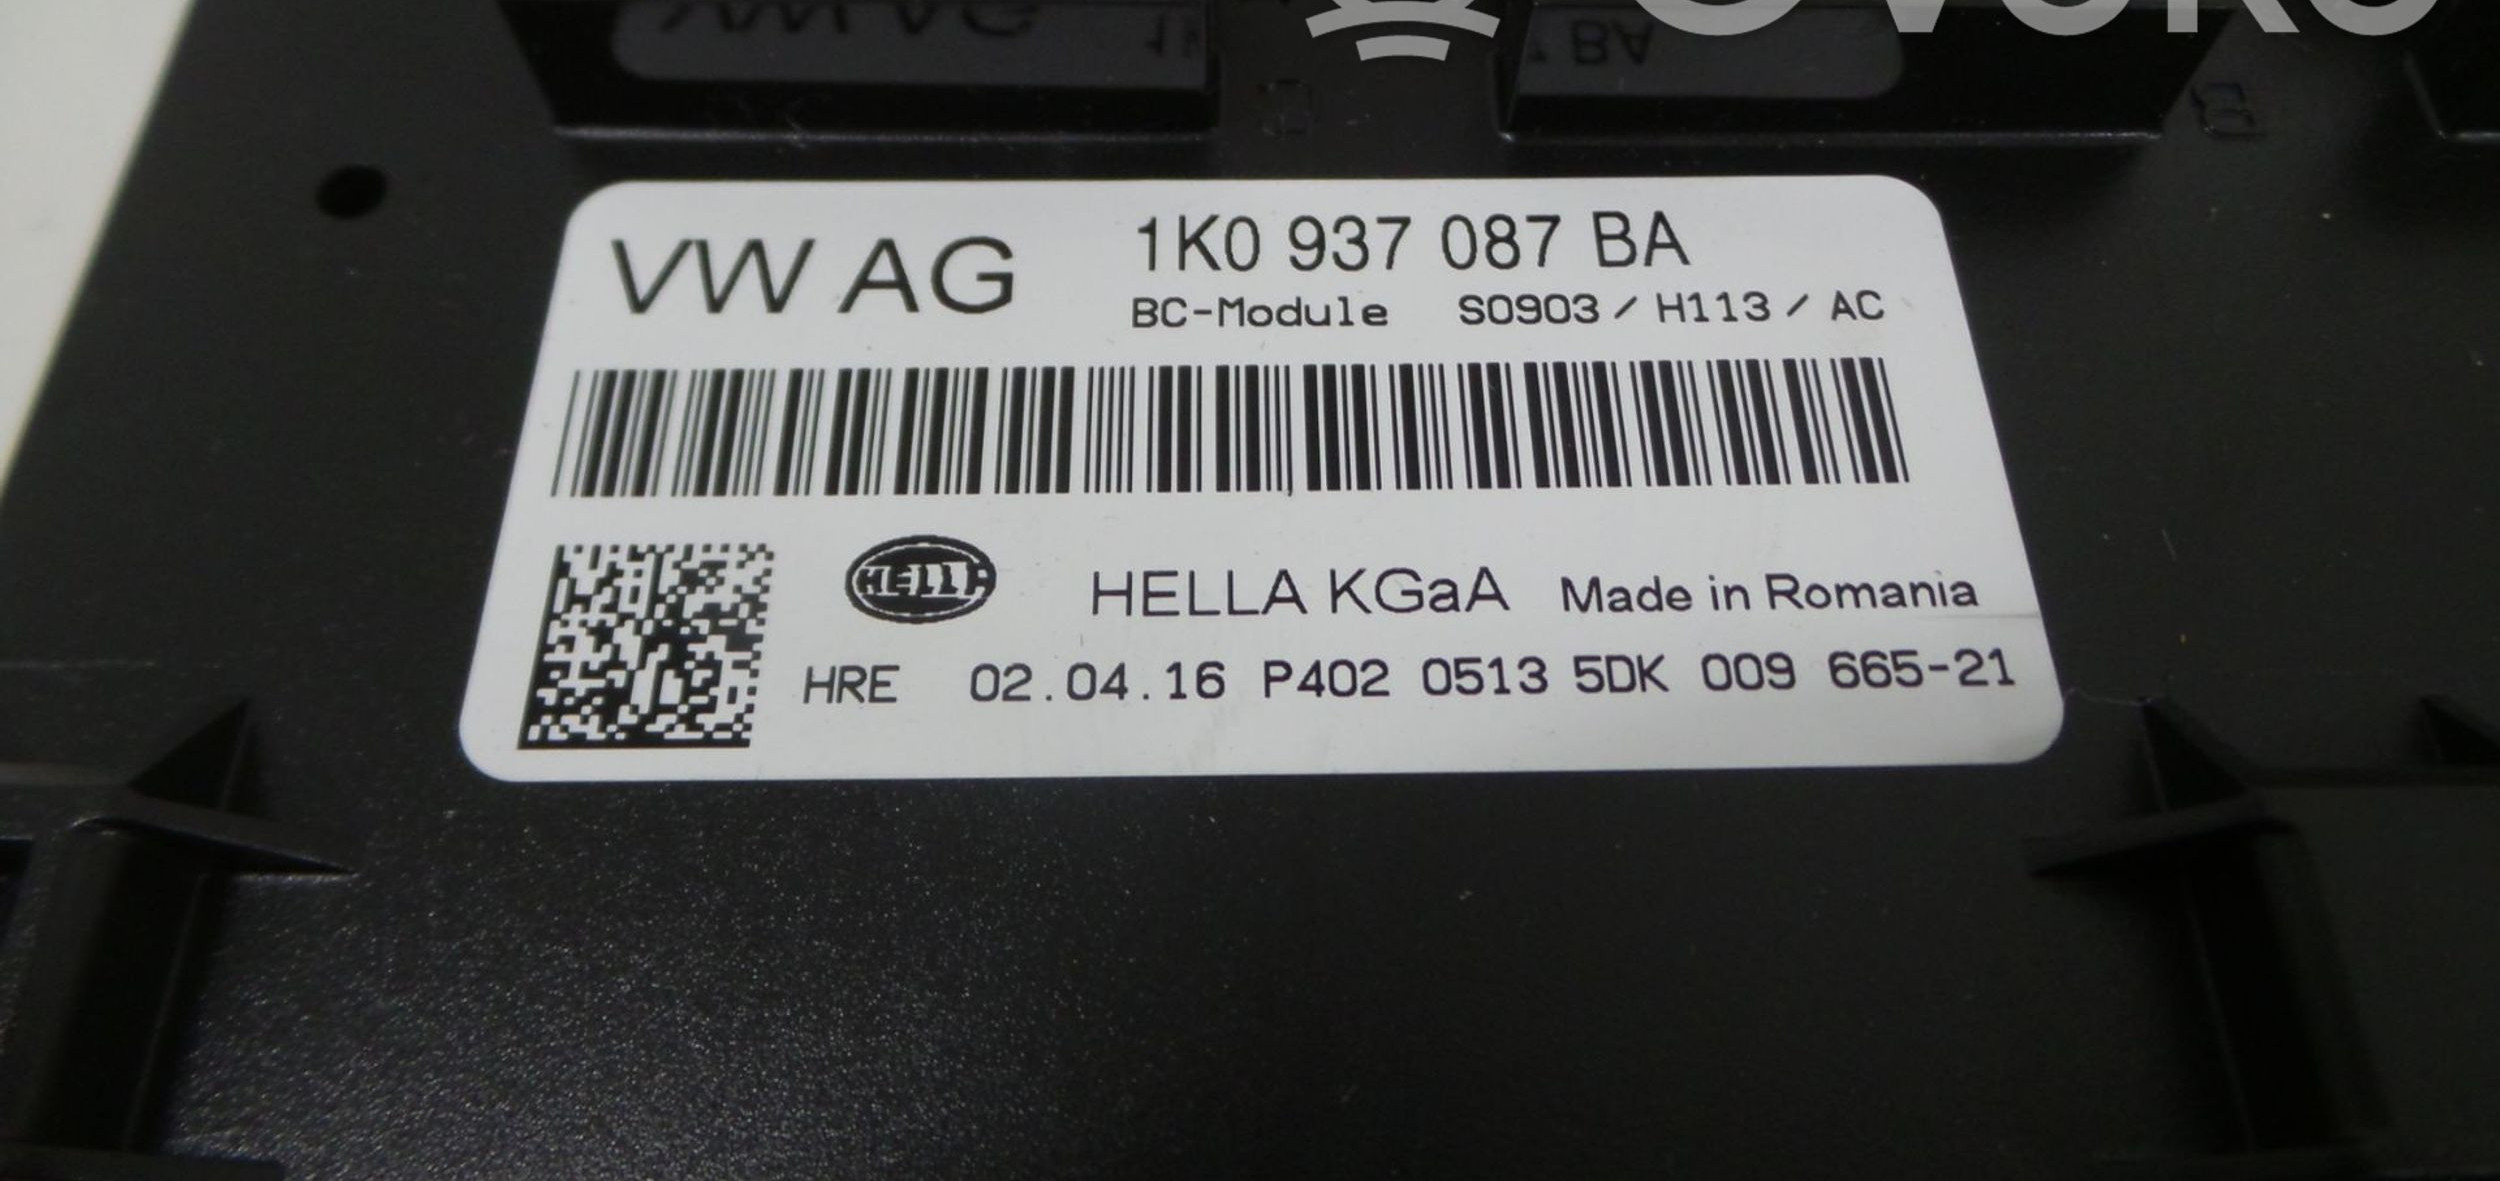 VW AG 1K0 937 087 BA
BC-Module S0903 / H113 / AC
HELLA HELLA KGaA Made in Romania
HRE 02.04.16 P402 0513 5DK 009 665-21